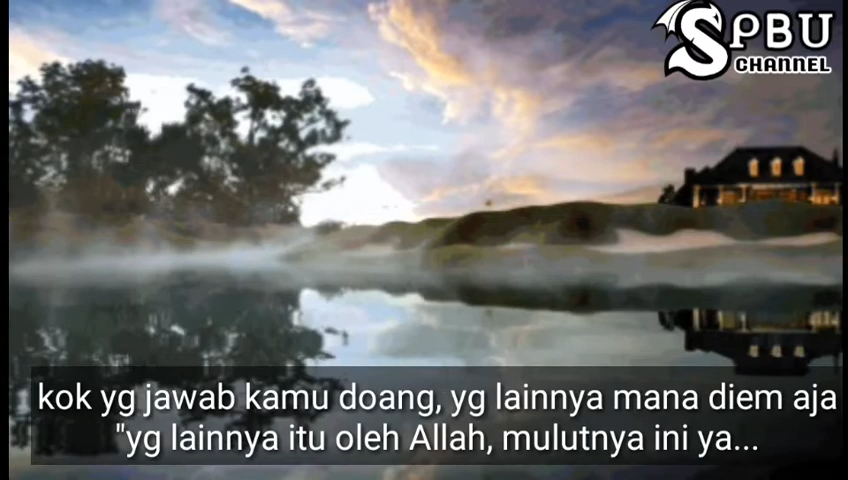 SPBU
CHANNEL
kok yg jawab kamu doang, yg lainnya mana diem aja
"yg lainnya itu oleh Allah, mulutnya ini ya...